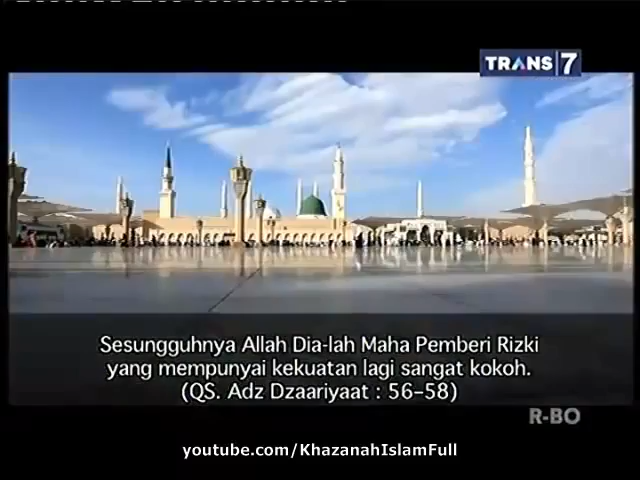 TRANS|7
Sesungguhnya Allah Dia-lah Maha Pemberi Rizki
yang mempunyai kekuatan lagi sangat kokoh.
(QS. Adz Dzaariyaat : 56-58)
R-BO
youtube.com/KhazanahIslamFull